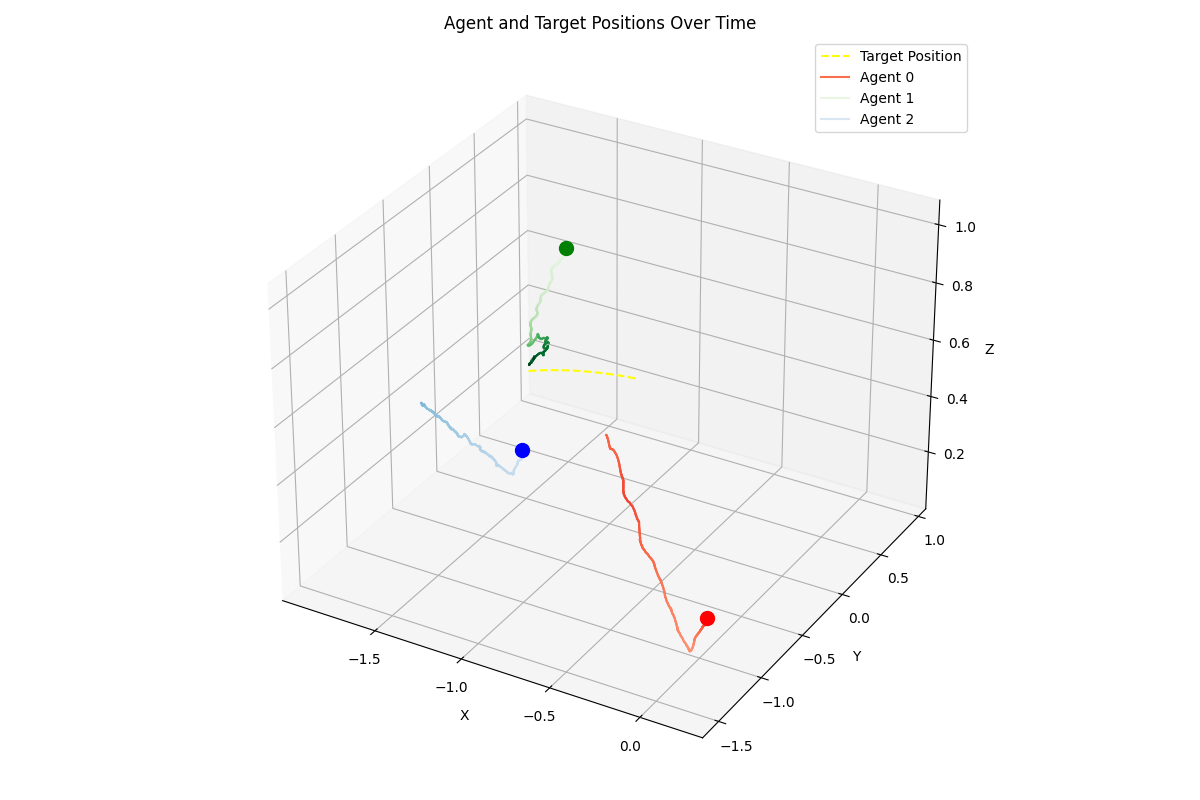 Agent and Target Positions Over Time
Target Position
Agent 0
Agent 1
Agent 2
1.0
0.8
0.6
Z
0.4
0.2
1.0
0.5
0.0
−0.5
Y
−1.0
−1.5
−1.5
−1.0
X
−0.5
0.0